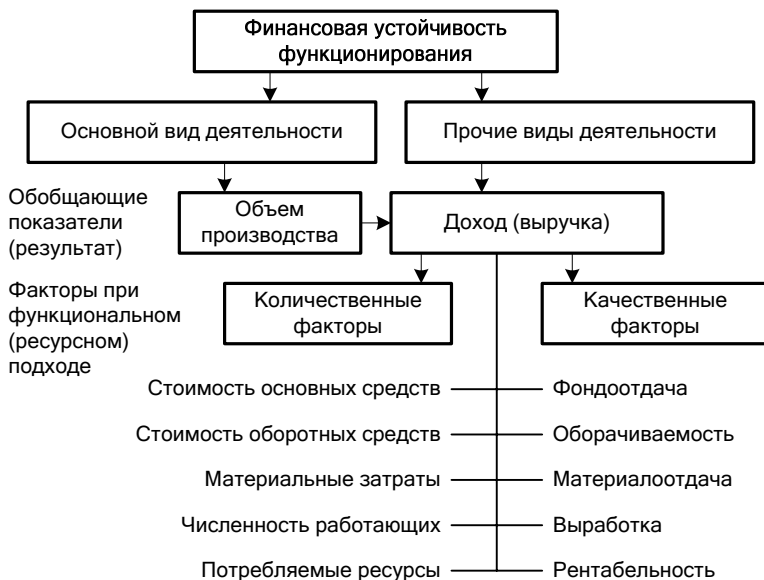 Финансовая устойчивость
функционирования
Основной вид деятельности
Прочие виды деятельности
Обобщающие
показатели
(результат)
Объем
производства
Доход (выручка)
Факторы при
функциональном
(ресурсном)
подходе
Количественные
факторы
Качественные
факторы
Стоимость основных средств
Фондоотдача
Стоимость оборотных средств
Оборачиваемость
Материальные затраты
Материалоотдача
Численность работающих
Выработка
Потребляемые ресурсы
Рентабельность